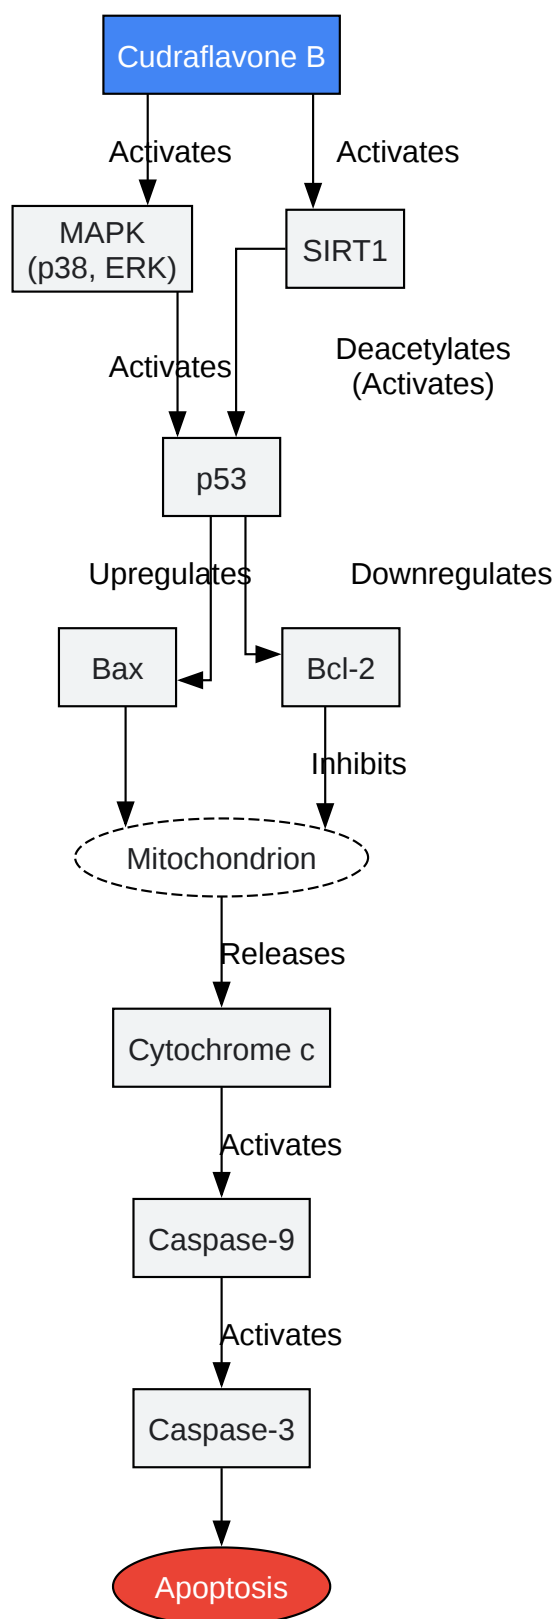 Cudraflavone B
Activates
Activates
MAPK
(p38, ERK)
SIRT1
Activates
Deacetylates
(Activates)
p53
Upregulates
Downregulates
Bax
Bcl-2
Inhibits
Mitochondrion
Releases
Cytochrome c
Activates
Caspase-9
Activates
Caspase-3
Apoptosis